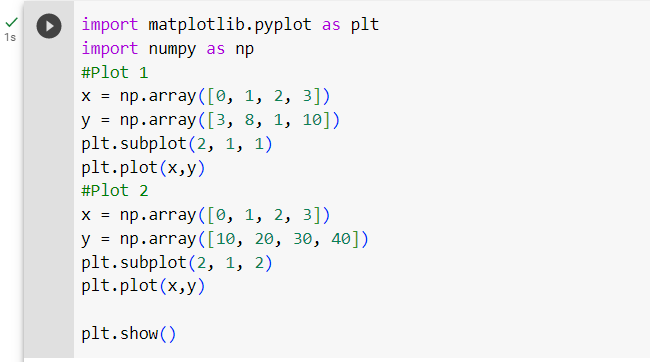 1s
import matplotlib.pyplot as plt
import numpy as np
#Plot 1
x = np.array([0, 1, 2, 3])
y = np.array([3, 8, 1, 10])
plt.subplot(2, 1, 1)
plt.plot(x,y)
#Plot 2
x = np.array([0, 1, 2, 3])
y = np.array([10, 20, 30, 40])
plt.subplot(2, 1, 2)
plt.plot(x,y)

plt.show()